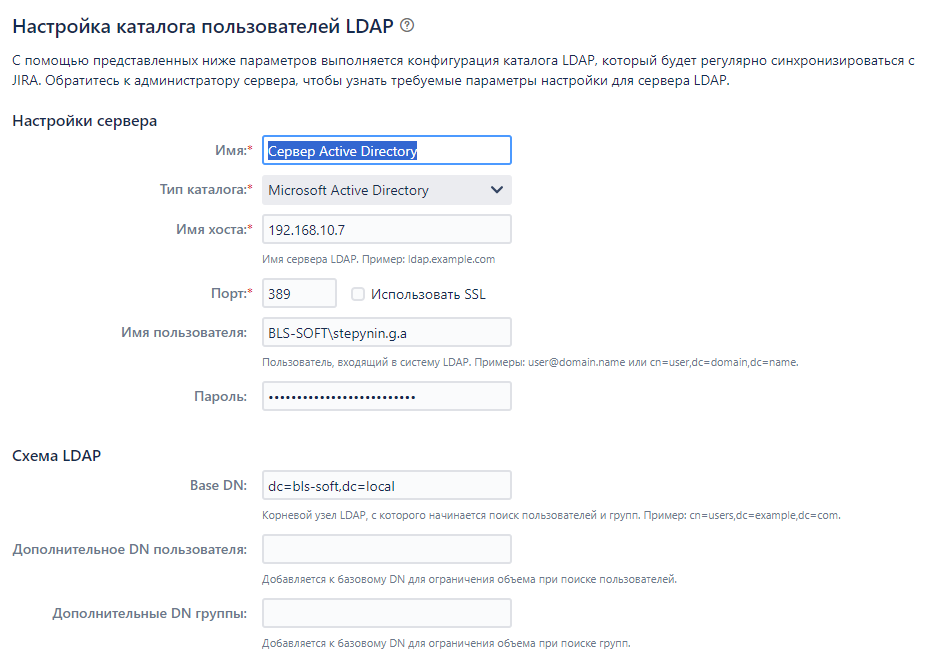 Настройка каталога пользователей LDAP ?
С помощью представленных ниже параметров выполняется конфигурация каталога LDAP, который будет регулярно синхронизироваться с
JIRA. Обратитесь к администратору сервера, чтобы узнать требуемые параметры настройки для сервера LDAP.
Настройки сервера
Имя:* Сервер Active Directory
Тип каталога:* Microsoft Active Directory
Имя хоста:* 192.168.10.7
Имя сервера LDAP. Пример: ldap.example.com
Порт:* 389 Использовать SSL
Имя пользователя: BLS-SOFT\stepynin.g.a
Пользователь, входящий в систему LDAP. Примеры: user@domain.name или cn=user,dc=domain,dc=name.
Пароль: ••••••••••••••••••••••••••
Схема LDAP
Base DN: dc=bls-soft,dc=local
Корневой узел LDAP, с которого начинается поиск пользователей и групп. Пример: cn=users,dc=example,dc=com.
Дополнительное DN пользователя:
Добавляется к базовому DN для ограничения объема при поиске пользователей.
Дополнительные DN группы:
Добавляется к базовому DN для ограничения объема при поиске групп.